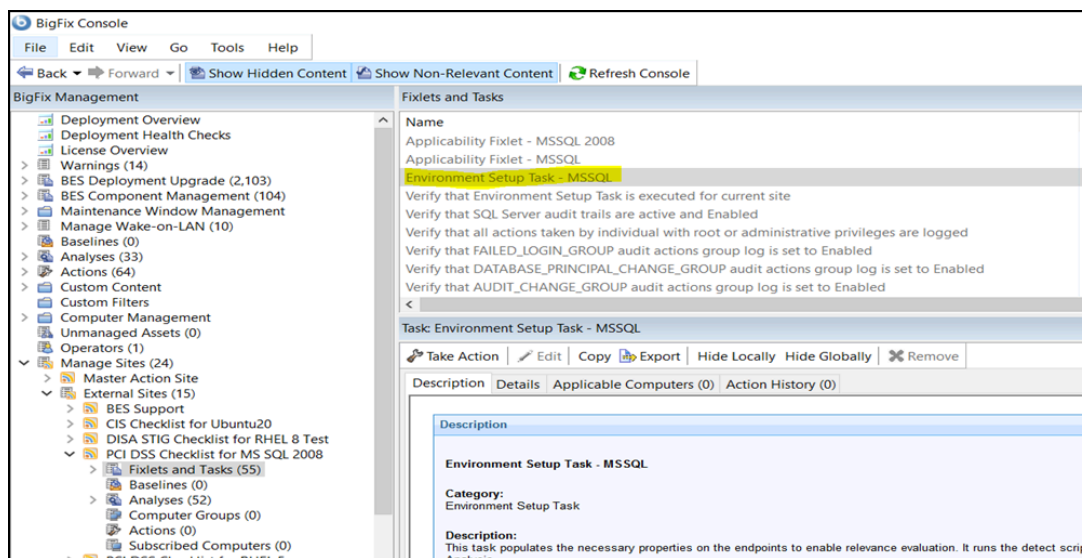 BigFix Console
File Edit View Go Tools Help
Back Forward Show Hidden Content Show Non-Relevant Content Refresh Console
BigFix Management
Deployment Overview
Deployment Health Checks
License Overview
Warnings (14)
BES Deployment Upgrade (2,103)
BES Component Management (104)
Maintenance Window Management
Manage Wake-on-LAN (10)
Baselines (0)
Analyses (33)
Actions (64)
Custom Content
Custom Filters
Computer Management
Unmanaged Assets (0)
Operators (1)
Manage Sites (24)
Master Action Site
External Sites (15)
BES Support
CIS Checklist for Ubuntu20
DISA STIG Checklist for RHEL 8 Test
PCI DSS Checklist for MS SQL 2008
Fixlets and Tasks (55)
Baselines (0)
Analyses (52)
Computer Groups (0)
Actions (0)
Subscribed Computers (0)
Fixlets and Tasks
Name
Applicability Fixlet - MSSQL 2008
Applicability Fixlet - MSSQL
Environment Setup Task - MSSQL
Verify that Environment Setup Task is executed for current site
Verify that SQL Server audit trails are active and Enabled
Verify that all actions taken by individual with root or administrative privileges are logged
Verify that FAILED_LOGIN_GROUP audit actions group log is set to Enabled
Verify that DATABASE_PRINCIPAL_CHANGE_GROUP audit actions group log is set to Enabled
Verify that AUDIT_CHANGE_GROUP audit actions group log is set to Enabled
Task: Environment Setup Task - MSSQL
Take Action Edit Copy Export Hide Locally Hide Globally Remove
Description Details Applicable Computers (0) Action History (0)
Description
Environment Setup Task - MSSQL
Category:
Environment Setup Task
Description:
This task populates the necessary properties on the endpoints to enable relevance evaluation. It runs the detect scri